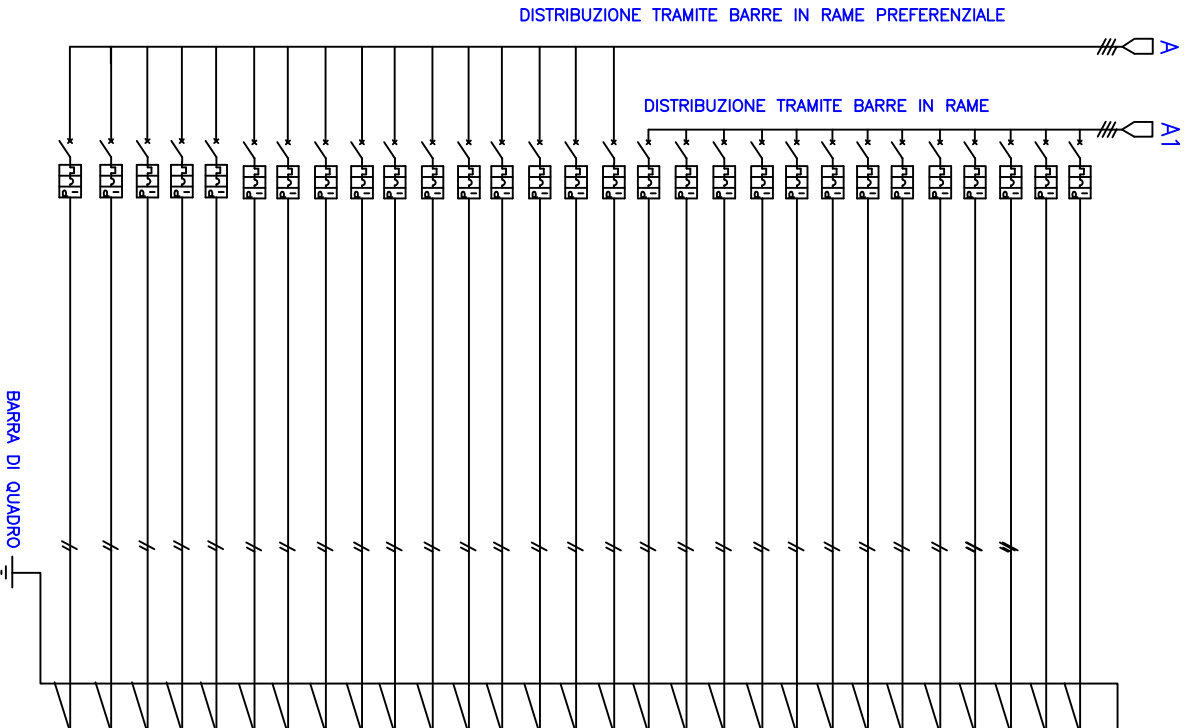 DISTRIBUZIONE TRAMITE BARRE IN RAME PREFERENZIALE
A
DISTRIBUZIONE TRAMITE BARRE IN RAME
A1
BARRA DI QUADRO